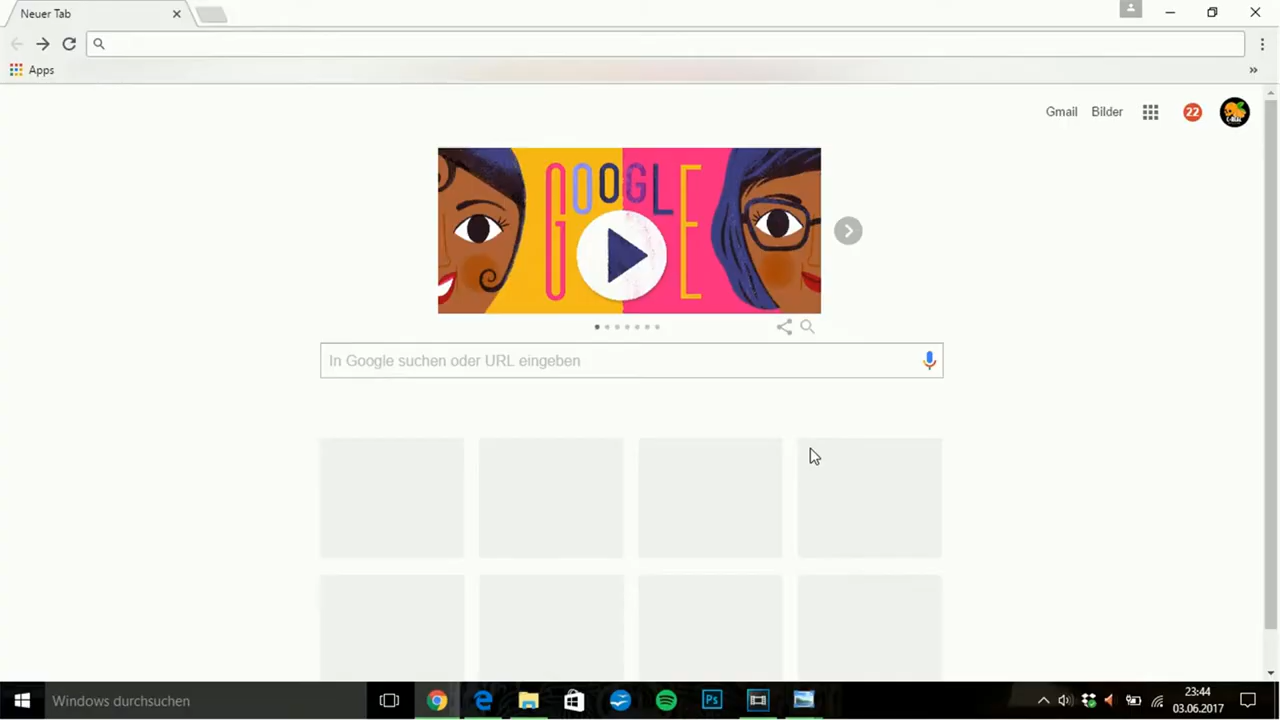 Neuer Tab
Apps
Gmail Bilder 22
GOOGLE
G E
In Google suchen oder URL eingeben
Windows durchsuchen
Ps
23:44
03.06.2017